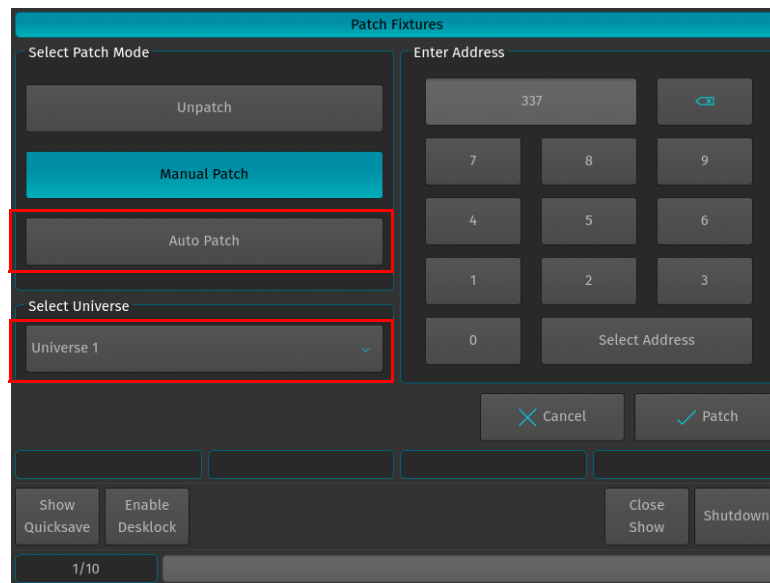 Patch Fixtures
Select Patch Mode
Unpatch
Manual Patch
Auto Patch
Select Universe
Universe 1
Enter Address
337
7 8 9
4 5 6
1 2 3
0 Select Address
Cancel Patch
Show Quicksave
Enable Desklock
Close Show
Shutdown
1/10